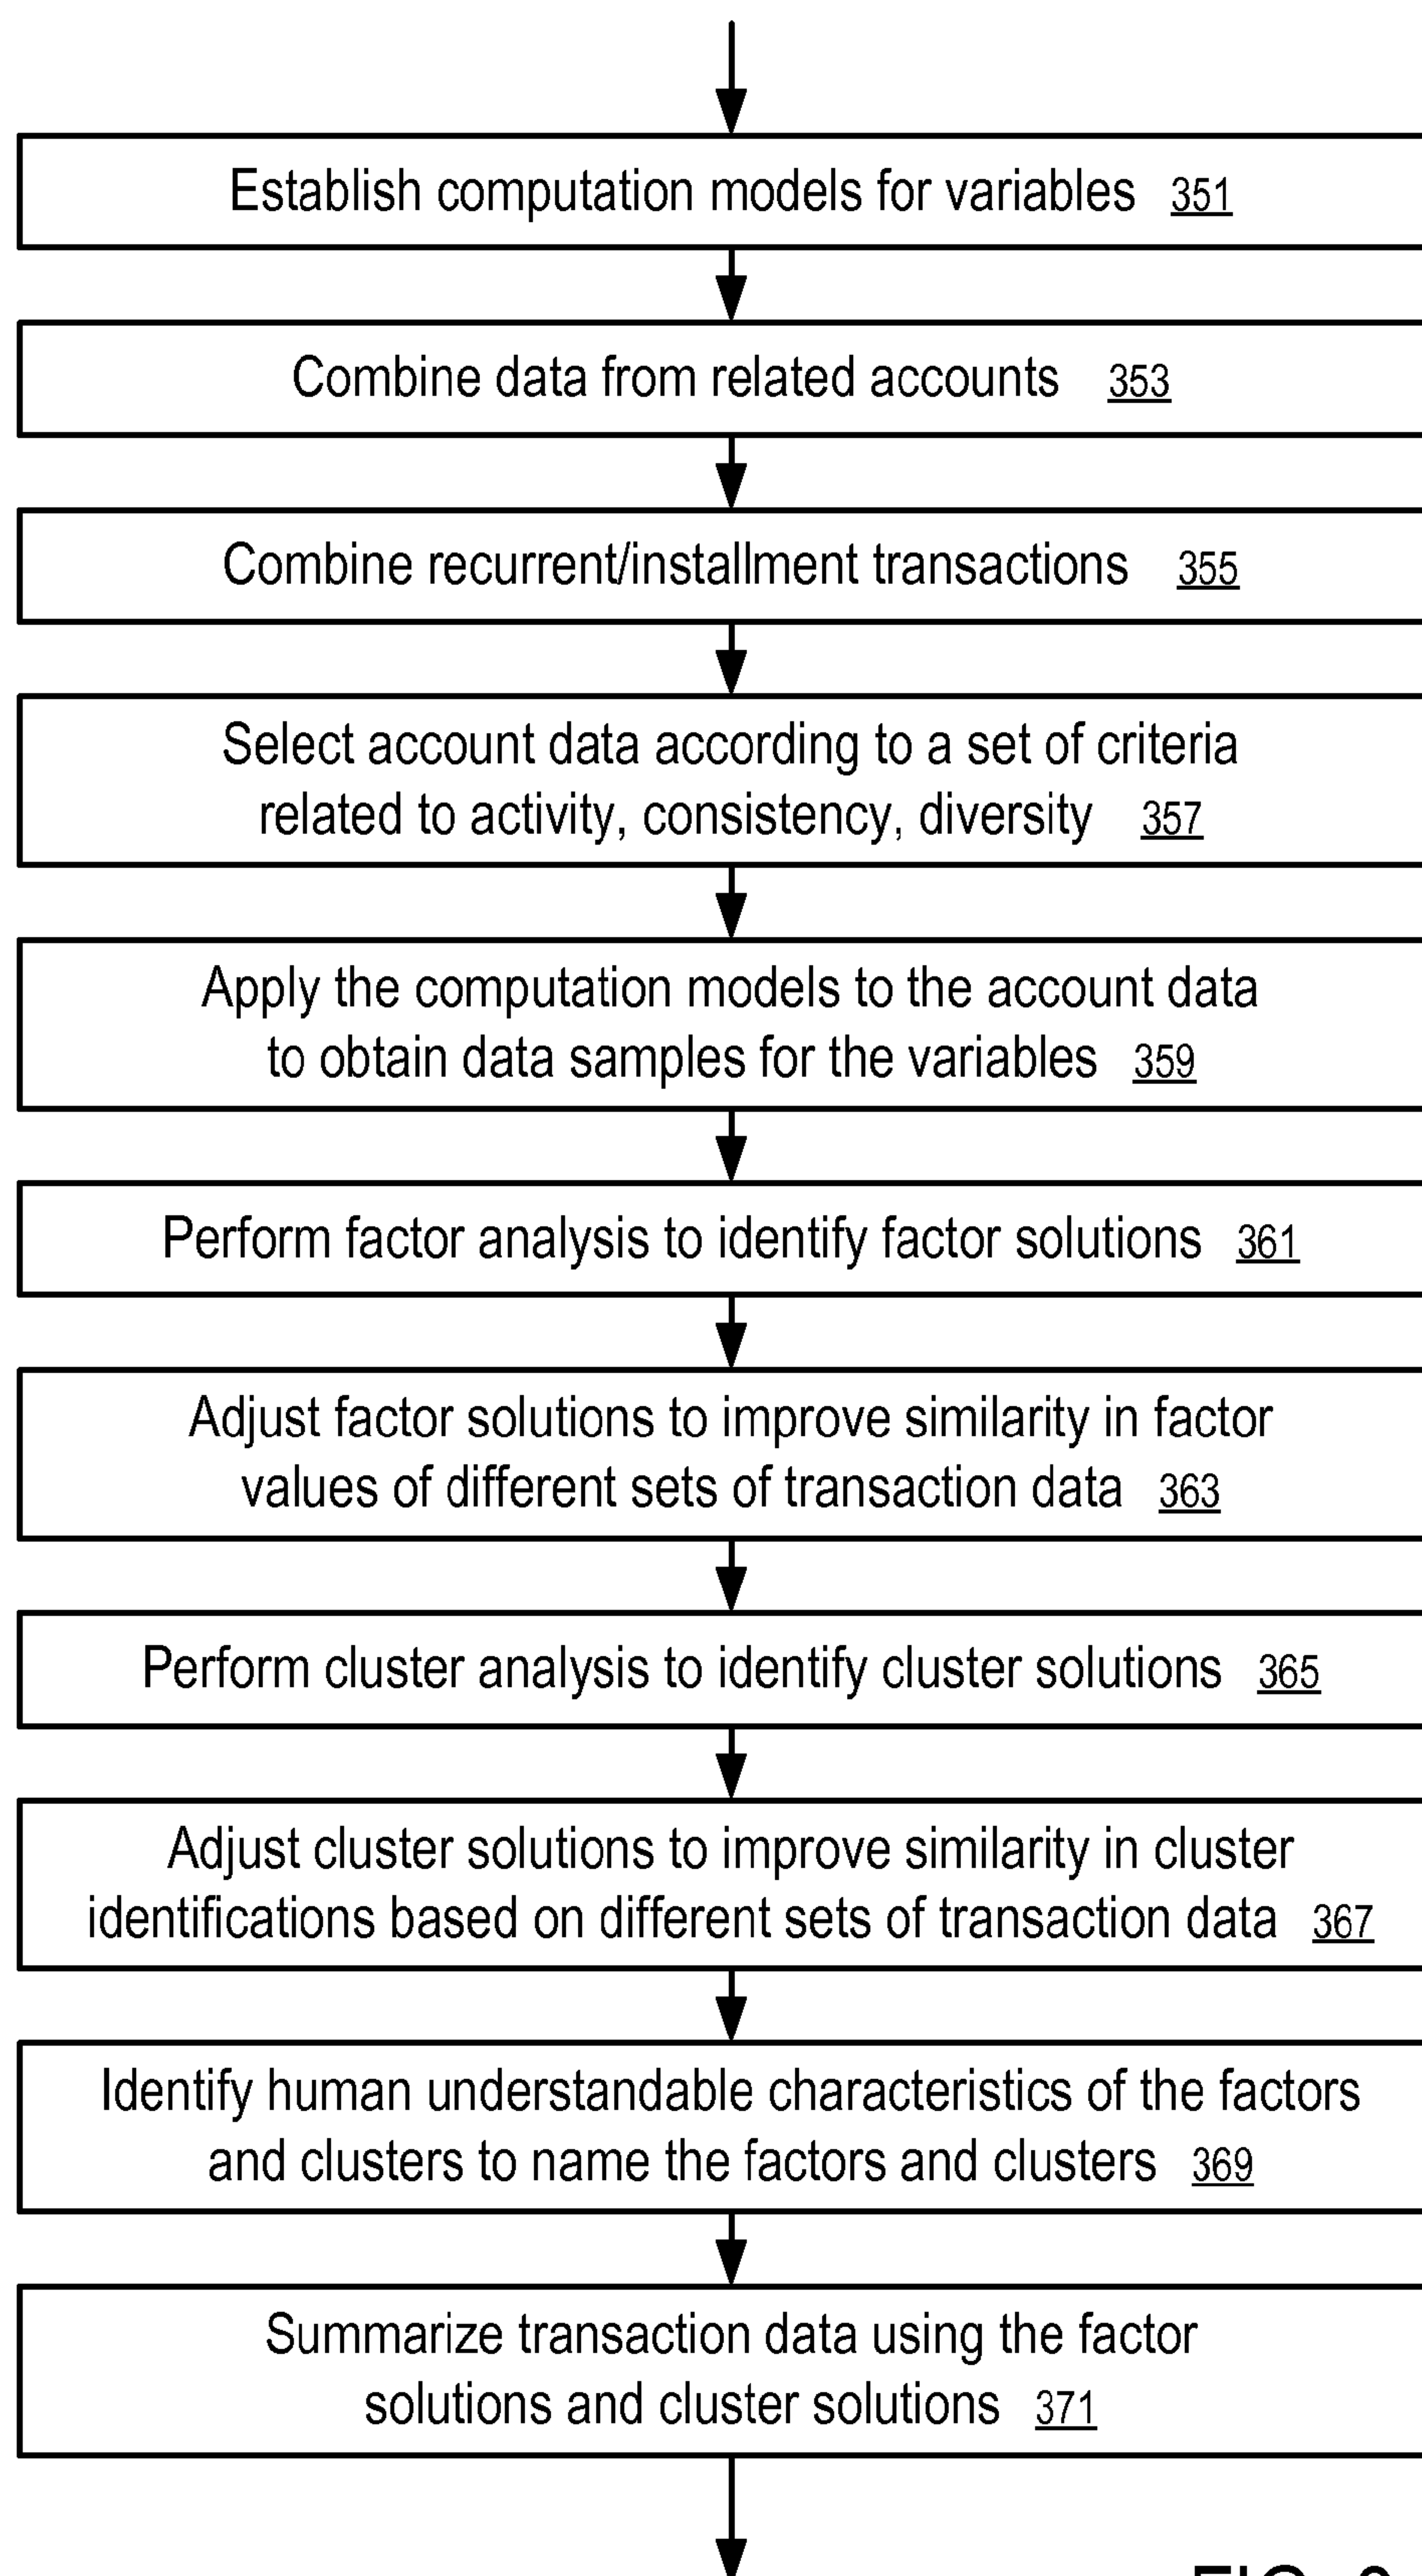 Establish computation models for variables 351
Combine data from related accounts 353
Combine recurrent/installment transactions 355
Select account data according to a set of criteria
related to activity, consistency, diversity 357
Apply the computation models to the account data
to obtain data samples for the variables 359
Perform factor analysis to identify factor solutions 361
Adjust factor solutions to improve similarity in factor
values of different sets of transaction data 363
Perform cluster analysis to identify cluster solutions 365
Adjust cluster solutions to improve similarity in cluster
identifications based on different sets of transaction data 367
Identify human understandable characteristics of the factors
and clusters to name the factors and clusters 369
Summarize transaction data using the factor
solutions and cluster solutions 371